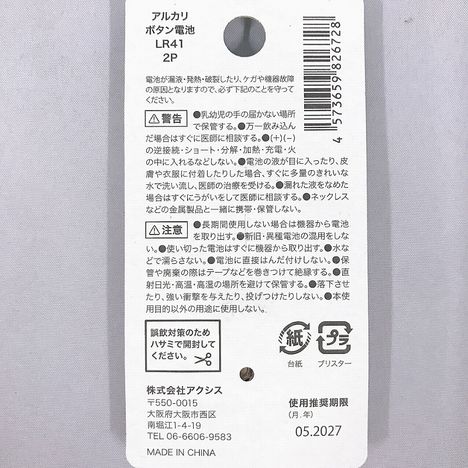 アルカリ
ボタン電池
LR41
2P
4573659826728
電池が漏液・発熱・破裂したり、ケガや機器故障
の原因となりますので、必ず下記のことを守って
ください。
⚠警告 ●乳幼児の手の届かない場所
で保管する。●万一飲み込ん
だ場合はすぐに医師に相談する。●(+)(−)
の逆接続・ショート・分解・加熱・充電・火
の中に入れるなどしない。●電池の液が目に入ったり、皮
膚や衣服に付着したりした場合、すぐに多量のきれいな
水で洗い流し、医師の治療を受ける。●漏れた液をなめた
場合はすぐにうがいをして医師に相談する。●ネックレス
などの金属製品と一緒に携帯・保管しない。
⚠注意 ●長期間使用しない場合は機器から電池
を取り出す。●新旧・異種電池の混用をし
ない。●使い切った電池はすぐに機器から取り出す。●水な
どで濡らさない。●電池に直接はんだ付けしない。●保
管や廃棄の際はテープなどを巻きつけて絶縁する。●直
射日光・高温・高湿の場所を避けて保管する。●落下させ
たり、強い衝撃を与えたり、投げつけたりしない。●本使
用目的以外の用途に使用しない。
誤飲対策のため
ハサミで開封して
ください。
紙
台紙
プラ
ブリスター
株式会社アクシス
〒550-0015
大阪府大阪市西区
南堀江1-4-19
TEL 06-6606-9583
MADE IN CHINA
使用推奨期限
(月.年)
05.2027